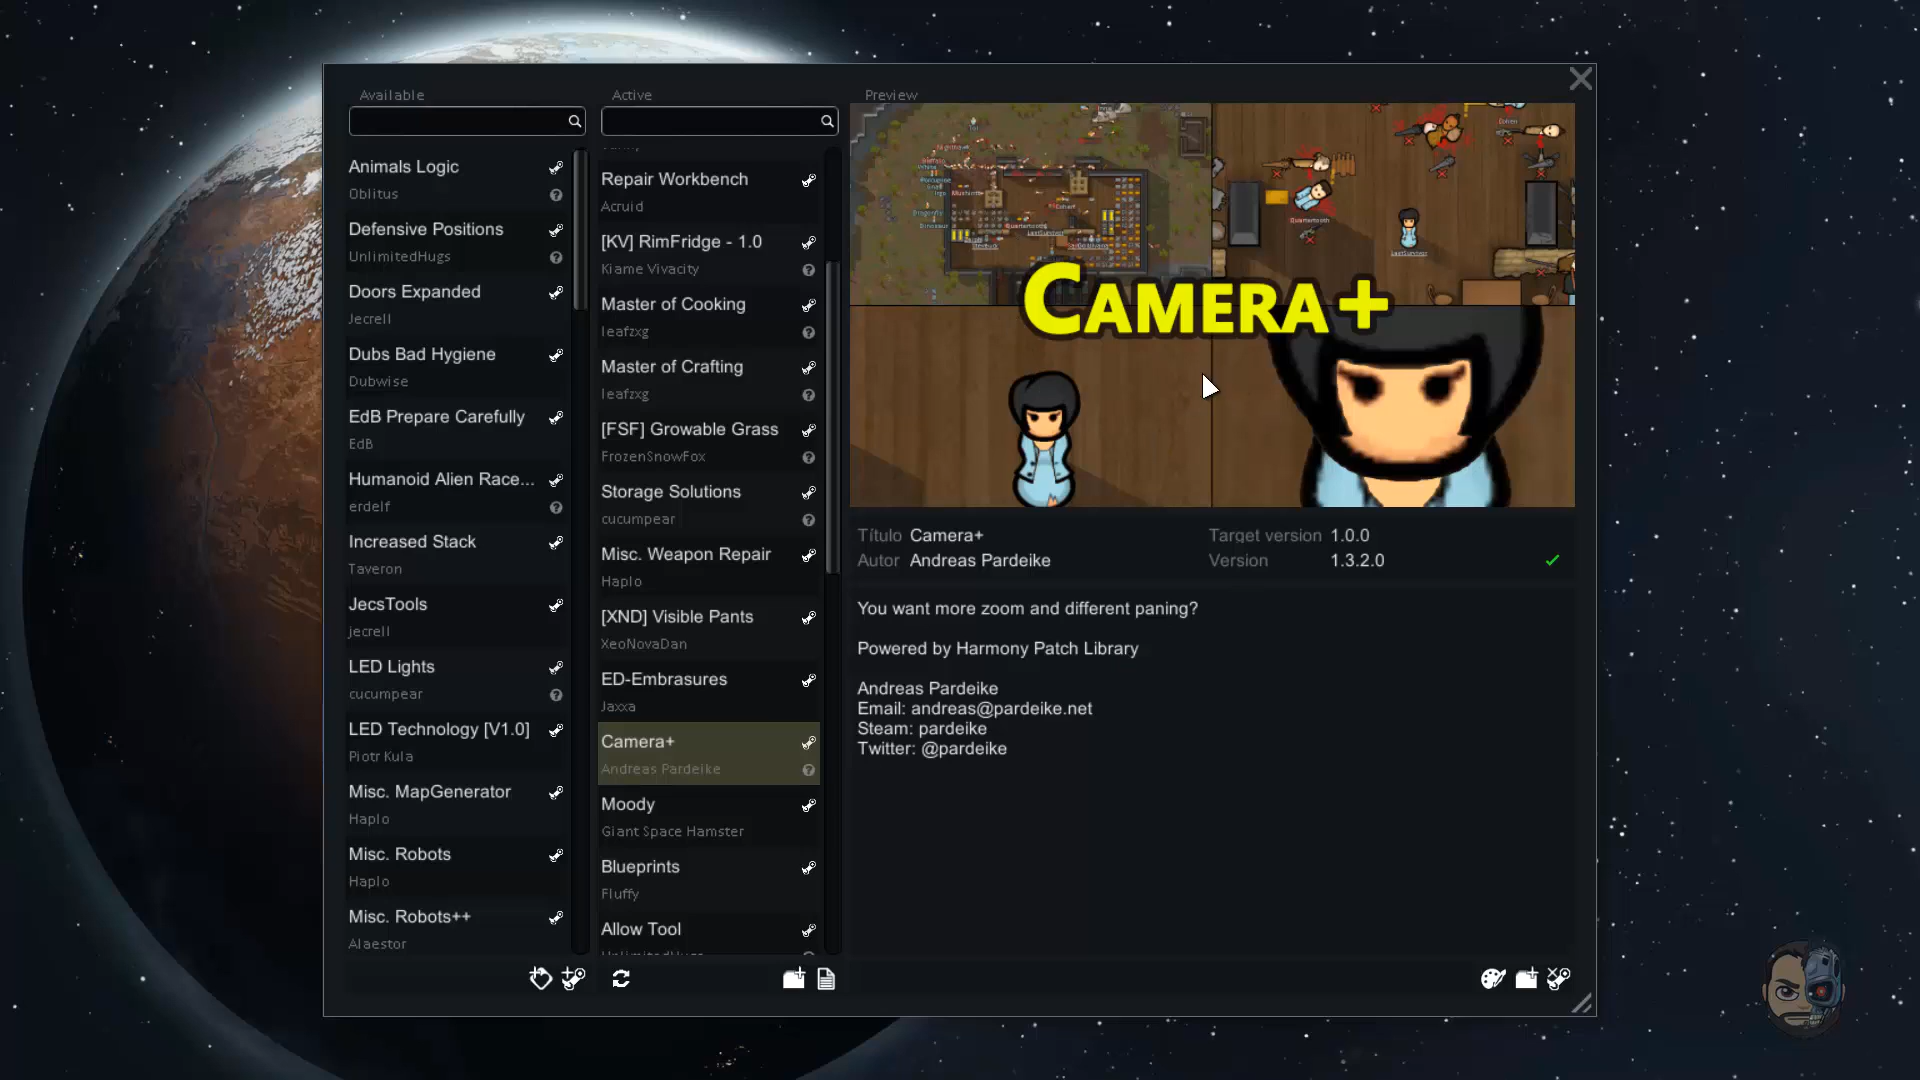 Available
Active
Preview
Animals Logic
Oblitus
Defensive Positions
UnlimitedHugs
Doors Expanded
Jecrell
Dubs Bad Hygiene
Dubwise
EdB Prepare Carefully
EdB
Humanoid Alien Race...
erdelf
Increased Stack
Taveron
JecsTools
jecrell
LED Lights
cucumpear
LED Technology [V1.0]
Piotr Kula
Misc. MapGenerator
Haplo
Misc. Robots
Haplo
Misc. Robots++
Alaestor
Repair Workbench
Acruid
[KV] RimFridge - 1.0
Kiame Vivacity
Master of Cooking
leafzxg
Master of Crafting
leafzxg
[FSF] Growable Grass
FrozenSnowFox
Storage Solutions
cucumpear
Misc. Weapon Repair
Haplo
[XND] Visible Pants
XeoNovaDan
ED-Embrasures
Jaxxa
Camera+
Andreas Pardeike
Moody
Giant Space Hamster
Blueprints
Fluffy
Allow Tool
UnlimitedHugs
CAMERA+
Título Camera+
Target version 1.0.0
Autor Andreas Pardeike
Version 1.3.2.0
You want more zoom and different paning?
Powered by Harmony Patch Library
Andreas Pardeike
Email: andreas@pardeike.net
Steam: pardeike
Twitter: @pardeike